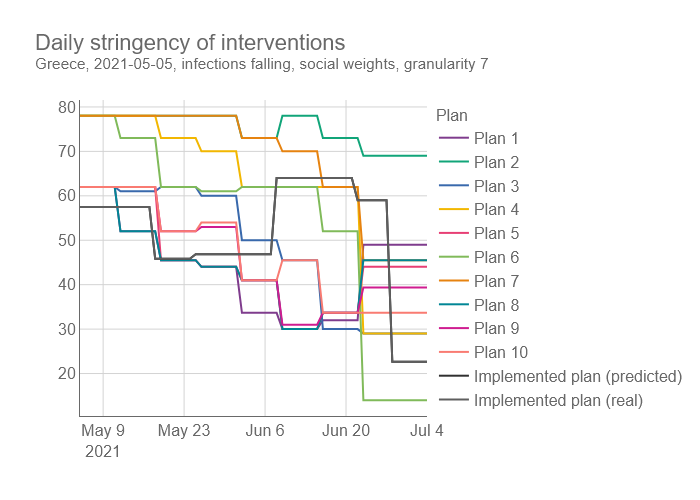 Daily stringency of interventions
Greece, 2021-05-05, infections falling, social weights, granularity 7
80
70
60
50
40
30
20
May 9
2021
May 23
Jun 6
Jun 20
Jul 4
Plan
Plan 1
Plan 2
Plan 3
Plan 4
Plan 5
Plan 6
Plan 7
Plan 8
Plan 9
Plan 10
Implemented plan (predicted)
Implemented plan (real)